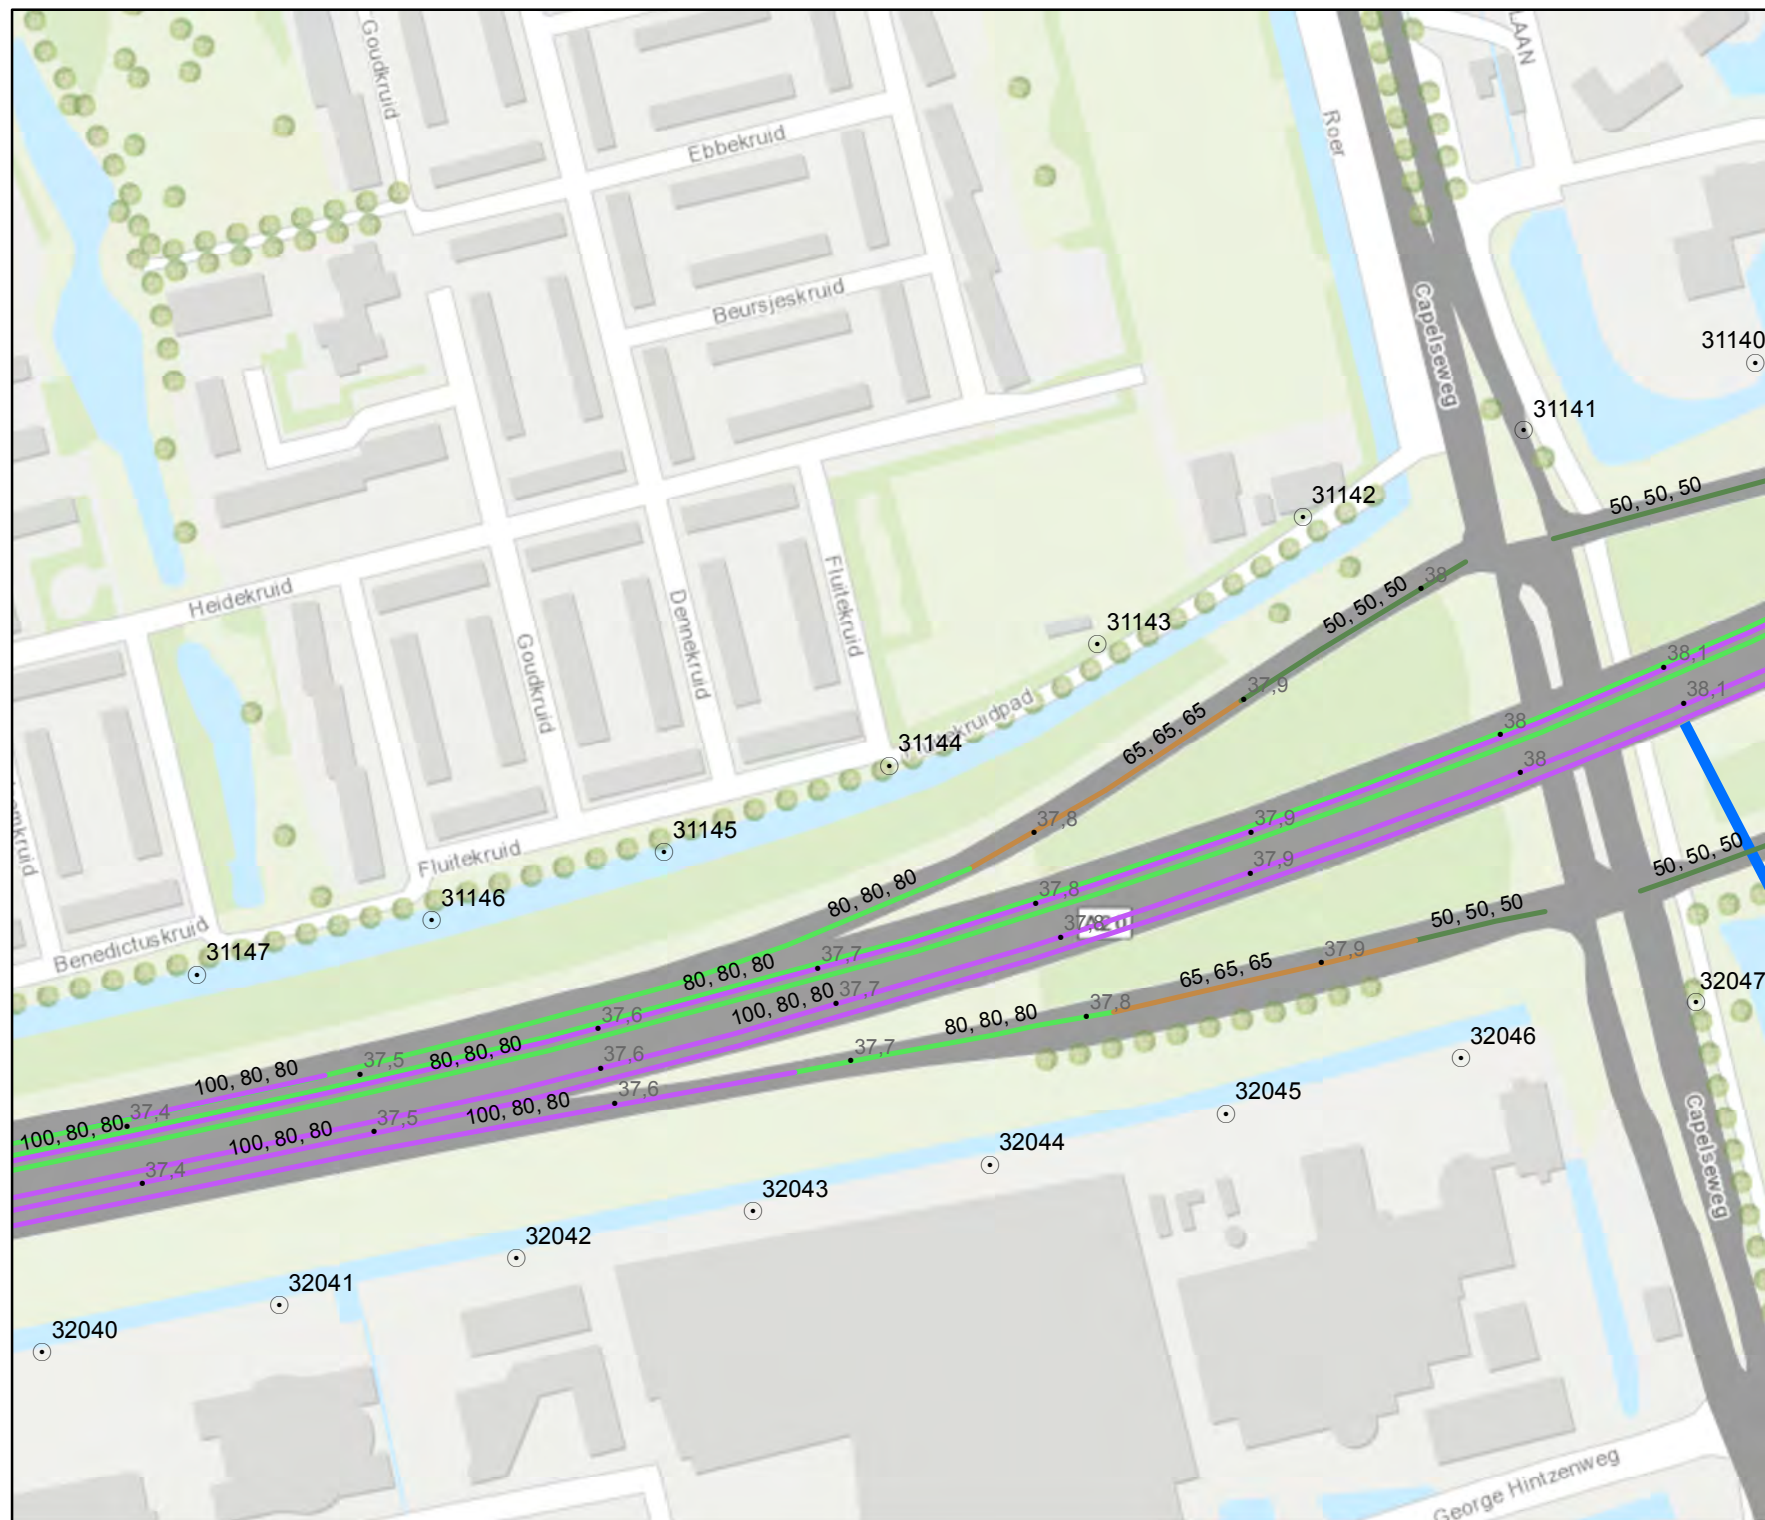 Goudkruid
LAAN
Roer
Ebbekruid
Beursjeskruid
Capelseweg
31140
31141
50, 50, 50
31142
Fluitekruid
Heidekruid
Dennekruid
Goudkruid
38
50, 50, 50
31143
38,1
37,9
38,1
65, 65, 65
38
31144
38
31145
37,8
37,9
Fluitekruid
50, 50, 50
37,9
80, 80, 80
37,8
31146
50, 50, 50
37,8
Benedictuskruid
31147
37,7
37,9
80, 80, 80
65, 65, 65
32047
37,7
100, 80, 80
37,8
37,6
80, 80, 80
32046
37,5
80, 80, 80
37,7
100, 80, 80
37,6
32045
37,6
37,4
100, 80, 80
100, 80, 80
37,5
100, 80, 80
32044
Capelseweg
37,4
32043
32042
32041
32040
George Hintzenweg